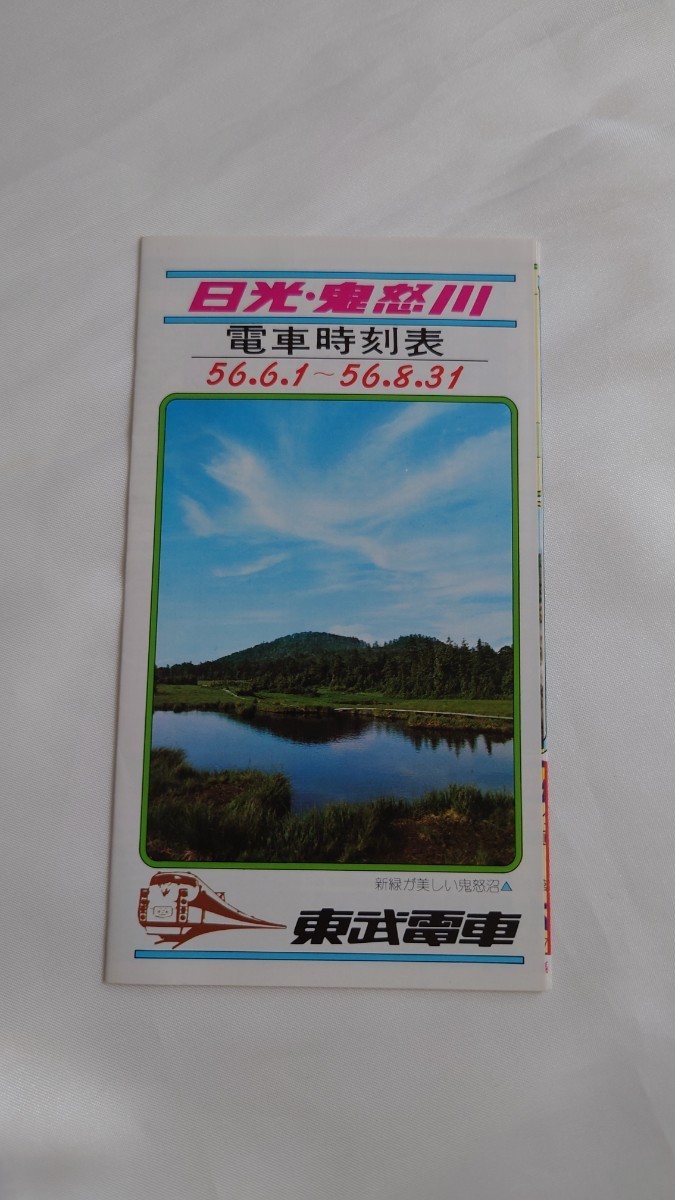 日光・鬼怒川
電車時刻表
56.6.1～56.8.31
新緑が美しい鬼怒沼▲
東武電車